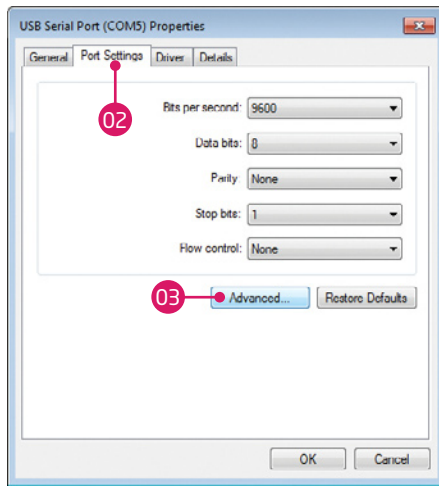 USB Serial Port (COM5) Properties
General Port Settings Driver Details
02
Bits per second: 9600
Data bits: 8
Parity: None
Stop bits: 1
Flow control: None
03 Advanced... Restore Defaults
OK Cancel